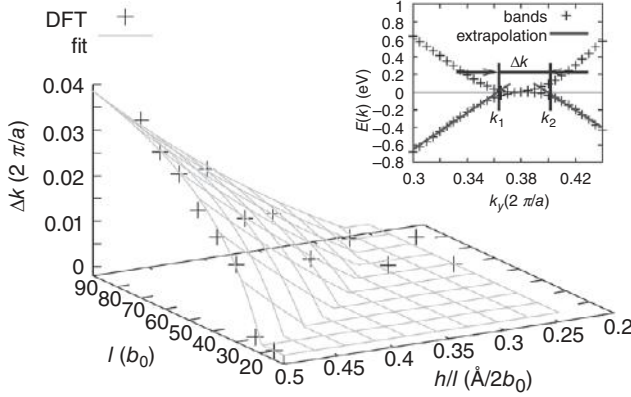 DFT
fit
0.04
0.03
0.02
0.01
0
Δk (2 π/a)
90
80
70
60
50
40
30
20
l (b₀)
0.5
0.45
0.4
0.35
0.3
0.25
0.2
h/l (Å/2b₀)
bands
extrapolation
Δk
0.8
0.6
0.4
0.2
0
−0.2
−0.4
−0.6
−0.8
E(k) (eV)
k₁
k₂
0.3
0.34
0.38
0.42
k_y(2 π/a)